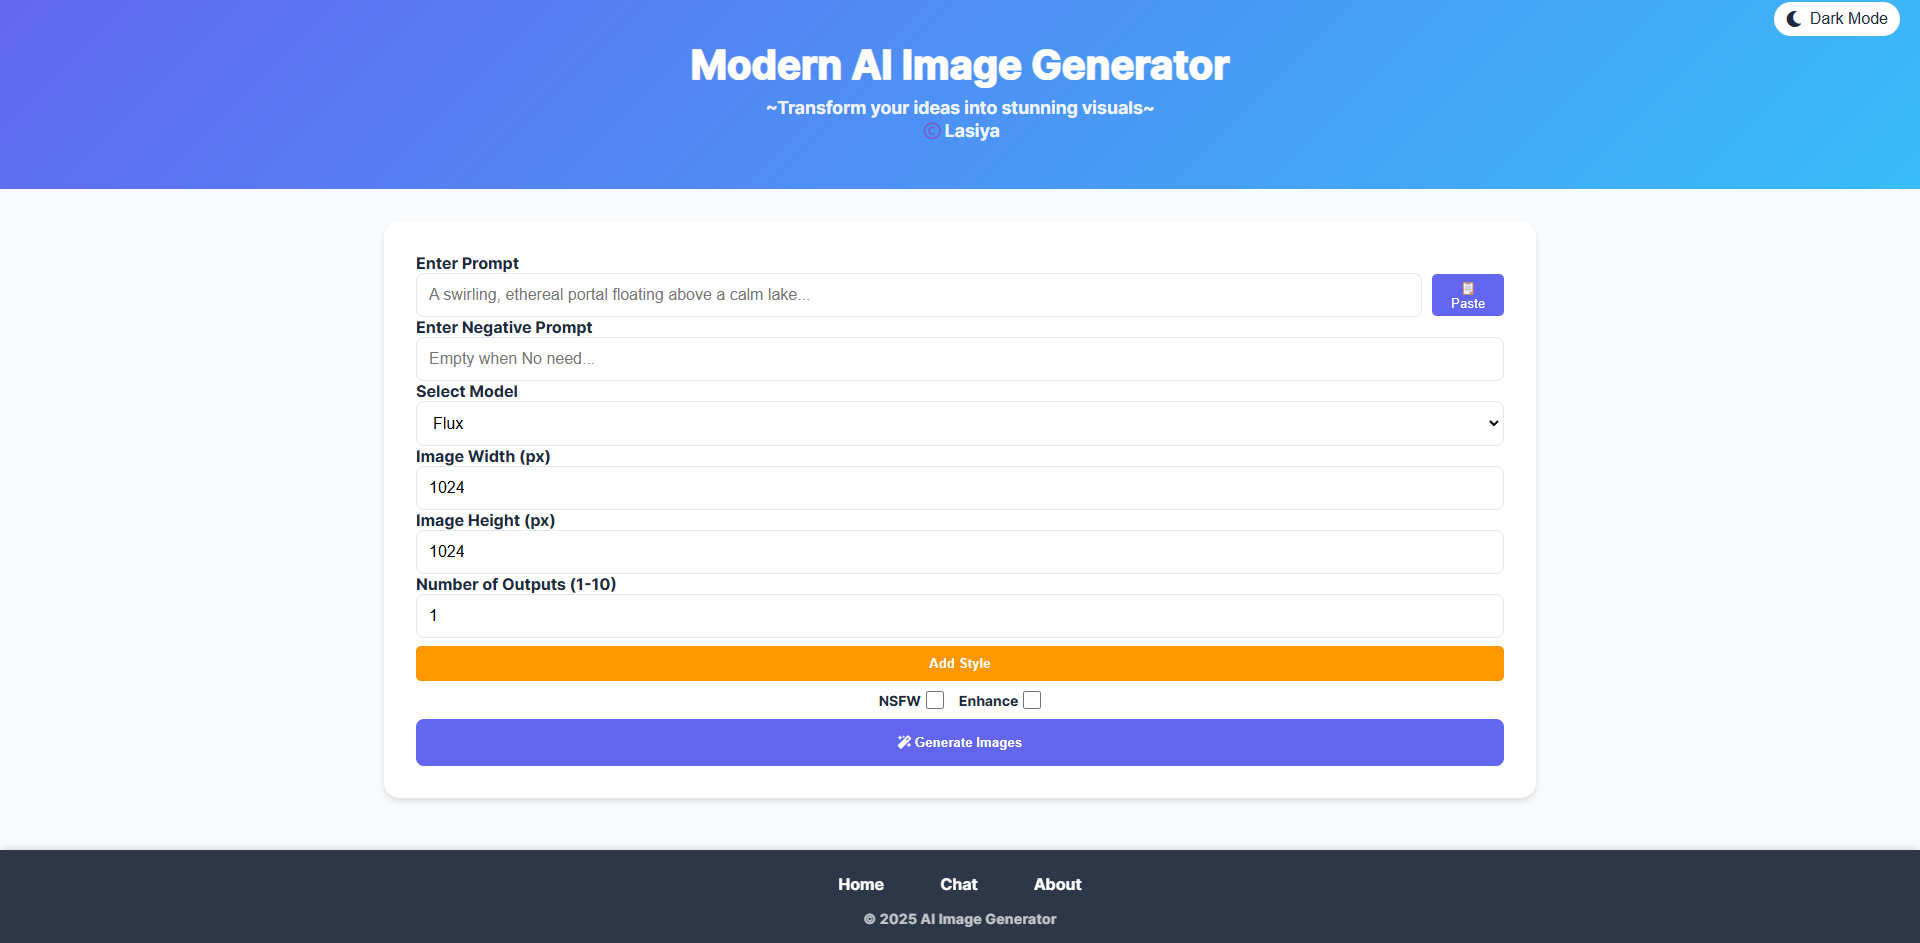 Dark Mode
Modern AI Image Generator
~Transform your ideas into stunning visuals~
© Lasiya
Enter Prompt
A swirling, ethereal portal floating above a calm lake...
📋 Paste
Enter Negative Prompt
Empty when No need...
Select Model
Flux
Image Width (px)
1024
Image Height (px)
1024
Number of Outputs (1-10)
1
Add Style
NSFW Enhance
Generate Images
Home Chat About
© 2025 AI Image Generator